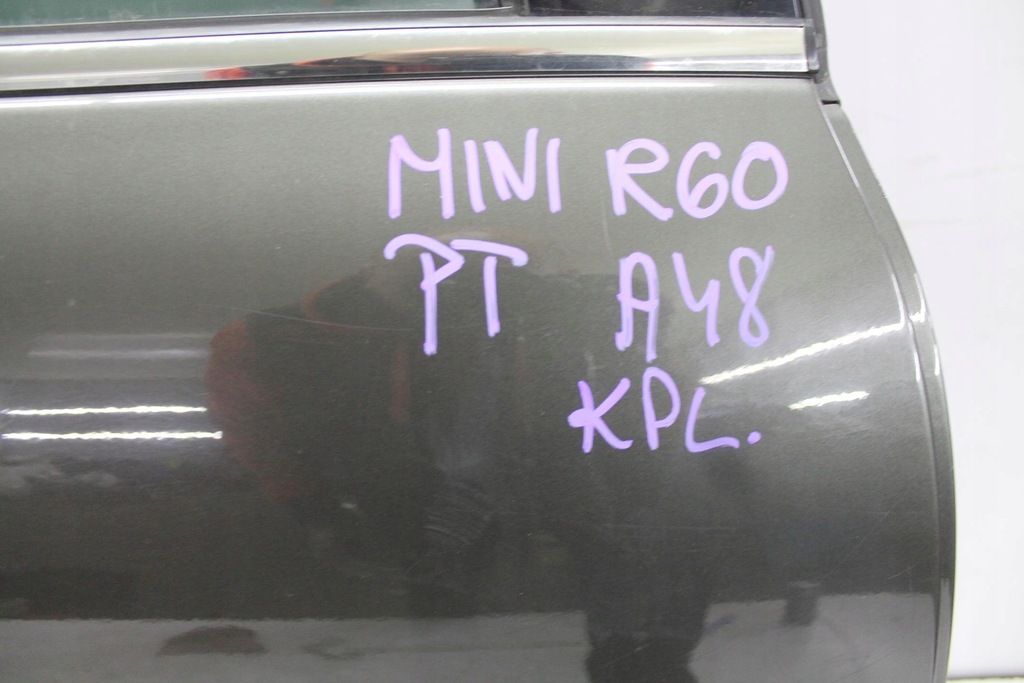 MINI R60
PT A48
KPL.